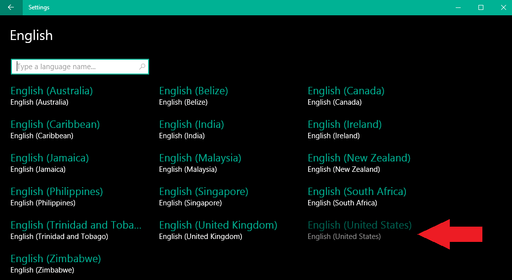 Settings
English
Type a language name...
English (Australia)
English (Australia)
English (Belize)
English (Belize)
English (Canada)
English (Canada)
English (Caribbean)
English (Caribbean)
English (India)
English (India)
English (Ireland)
English (Ireland)
English (Jamaica)
English (Jamaica)
English (Malaysia)
English (Malaysia)
English (New Zealand)
English (New Zealand)
English (Philippines)
English (Philippines)
English (Singapore)
English (Singapore)
English (South Africa)
English (South Africa)
English (Trinidad and Toba...
English (Trinidad and Tobago)
English (United Kingdom)
English (United Kingdom)
English (United States)
English (United States)
English (Zimbabwe)
English (Zimbabwe)